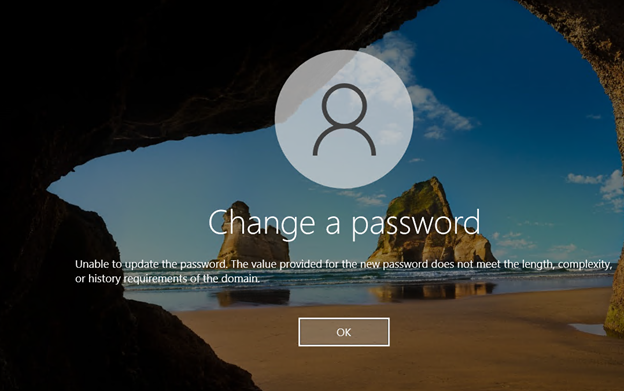 Change a password
Unable to update the password. The value provided for the new password does not meet the length, complexity,
or history requirements of the domain.
OK